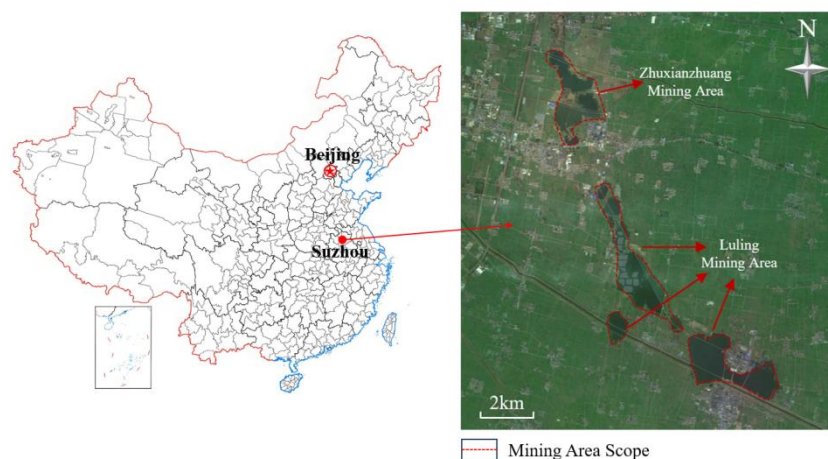 Beijing
Suzhou
N
Zhuxianzhuang
Mining Area
Luling
Mining Area
2km
Mining Area Scope